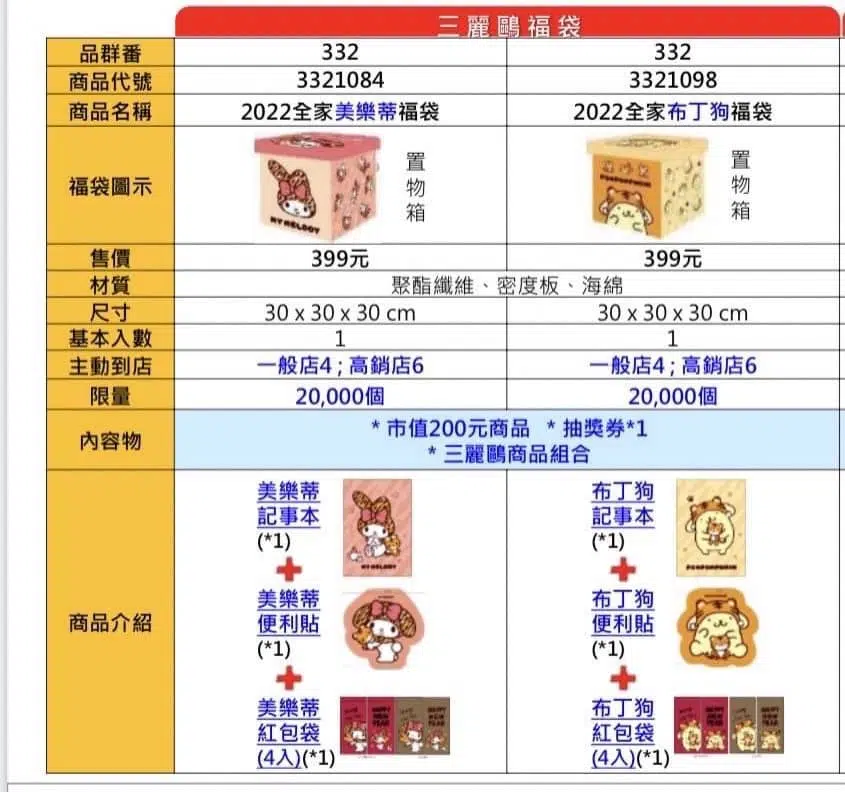 三麗鷗福袋
品群番 332 332
商品代號 3321084 3321098
商品名稱 2022全家美樂蒂福袋 2022全家布丁狗福袋
福袋圖示 置物箱 置物箱
MY MELODY
POMPOMPURIN
售價 399元 399元
材質 聚酯纖維、密度板、海綿
尺寸 30 x 30 x 30 cm 30 x 30 x 30 cm
基本入數 1 1
主動到店 一般店4 ; 高銷店6 一般店4 ; 高銷店6
限量 20,000個 20,000個
內容物
* 市值200元商品 * 抽獎券*1
* 三麗鷗商品組合
商品介紹
美樂蒂
記事本
(*1)
MY MELODY
美樂蒂
便利貼
(*1)
美樂蒂
紅包袋
(4入)(*1)
HAPPY NEW YEAR
布丁狗
記事本
(*1)
POMPOMPURIN
布丁狗
便利貼
(*1)
布丁狗
紅包袋
(4入)(*1)
HAPPY NEW YEAR